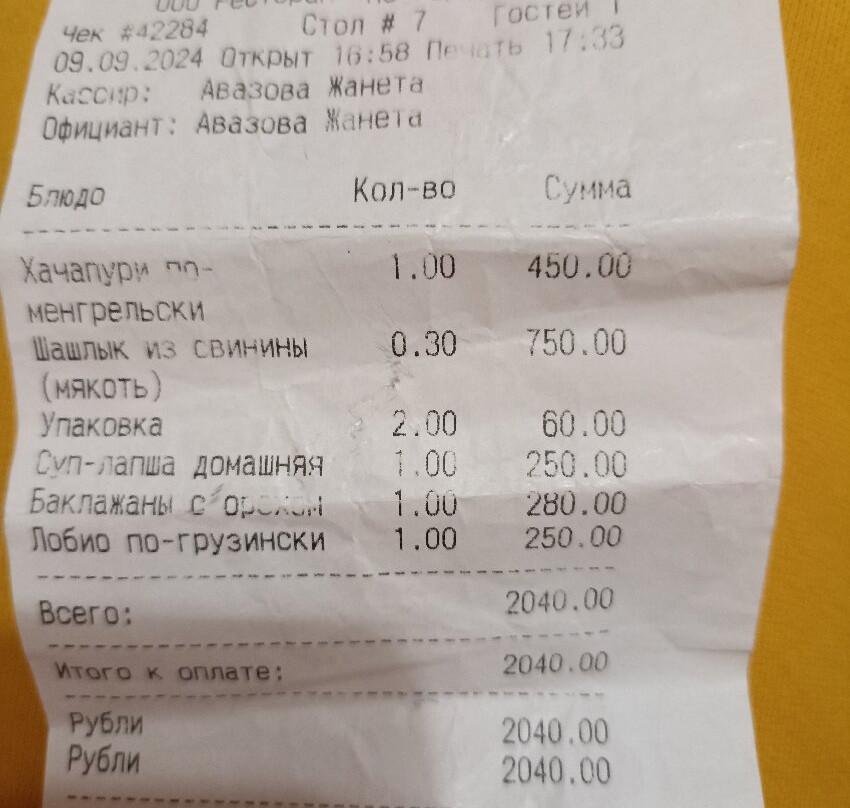 ООО Ресторан
Чек #42284 Стол # 7 Гостей 1
09.09.2024 Открыт 16:58 Печать 17:33
Кассир: Авазова Жанета
Официант: Авазова Жанета
Блюдо Кол-во Сумма
Хачапури по- 1.00 450.00
менгрельски
Шашлык из свинины 0.30 750.00
(мякоть)
Упаковка 2.00 60.00
Суп-лапша домашняя 1.00 250.00
Баклажаны с орехом 1.00 280.00
Лобио по-грузински 1.00 250.00
Всего: 2040.00
Итого к оплате: 2040.00
Рубли 2040.00
Рубли 2040.00